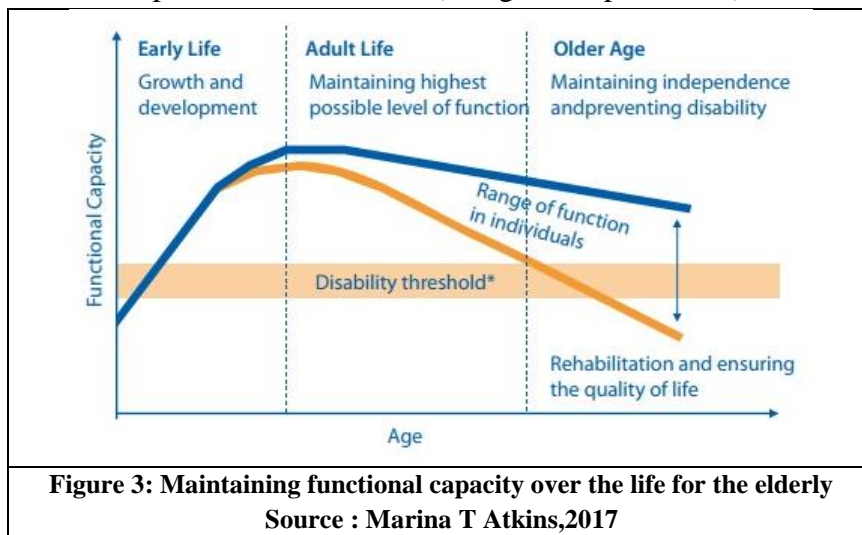 Early Life
Growth and
development
Adult Life
Maintaining highest
possible level of function
Older Age
Maintaining independence
andpreventing disability
Functional Capacity
Range of function
in individuals
Disability threshold*
Rehabilitation and ensuring
the quality of life
Age
Figure 3: Maintaining functional capacity over the life for the elderly
Source : Marina T Atkins,2017